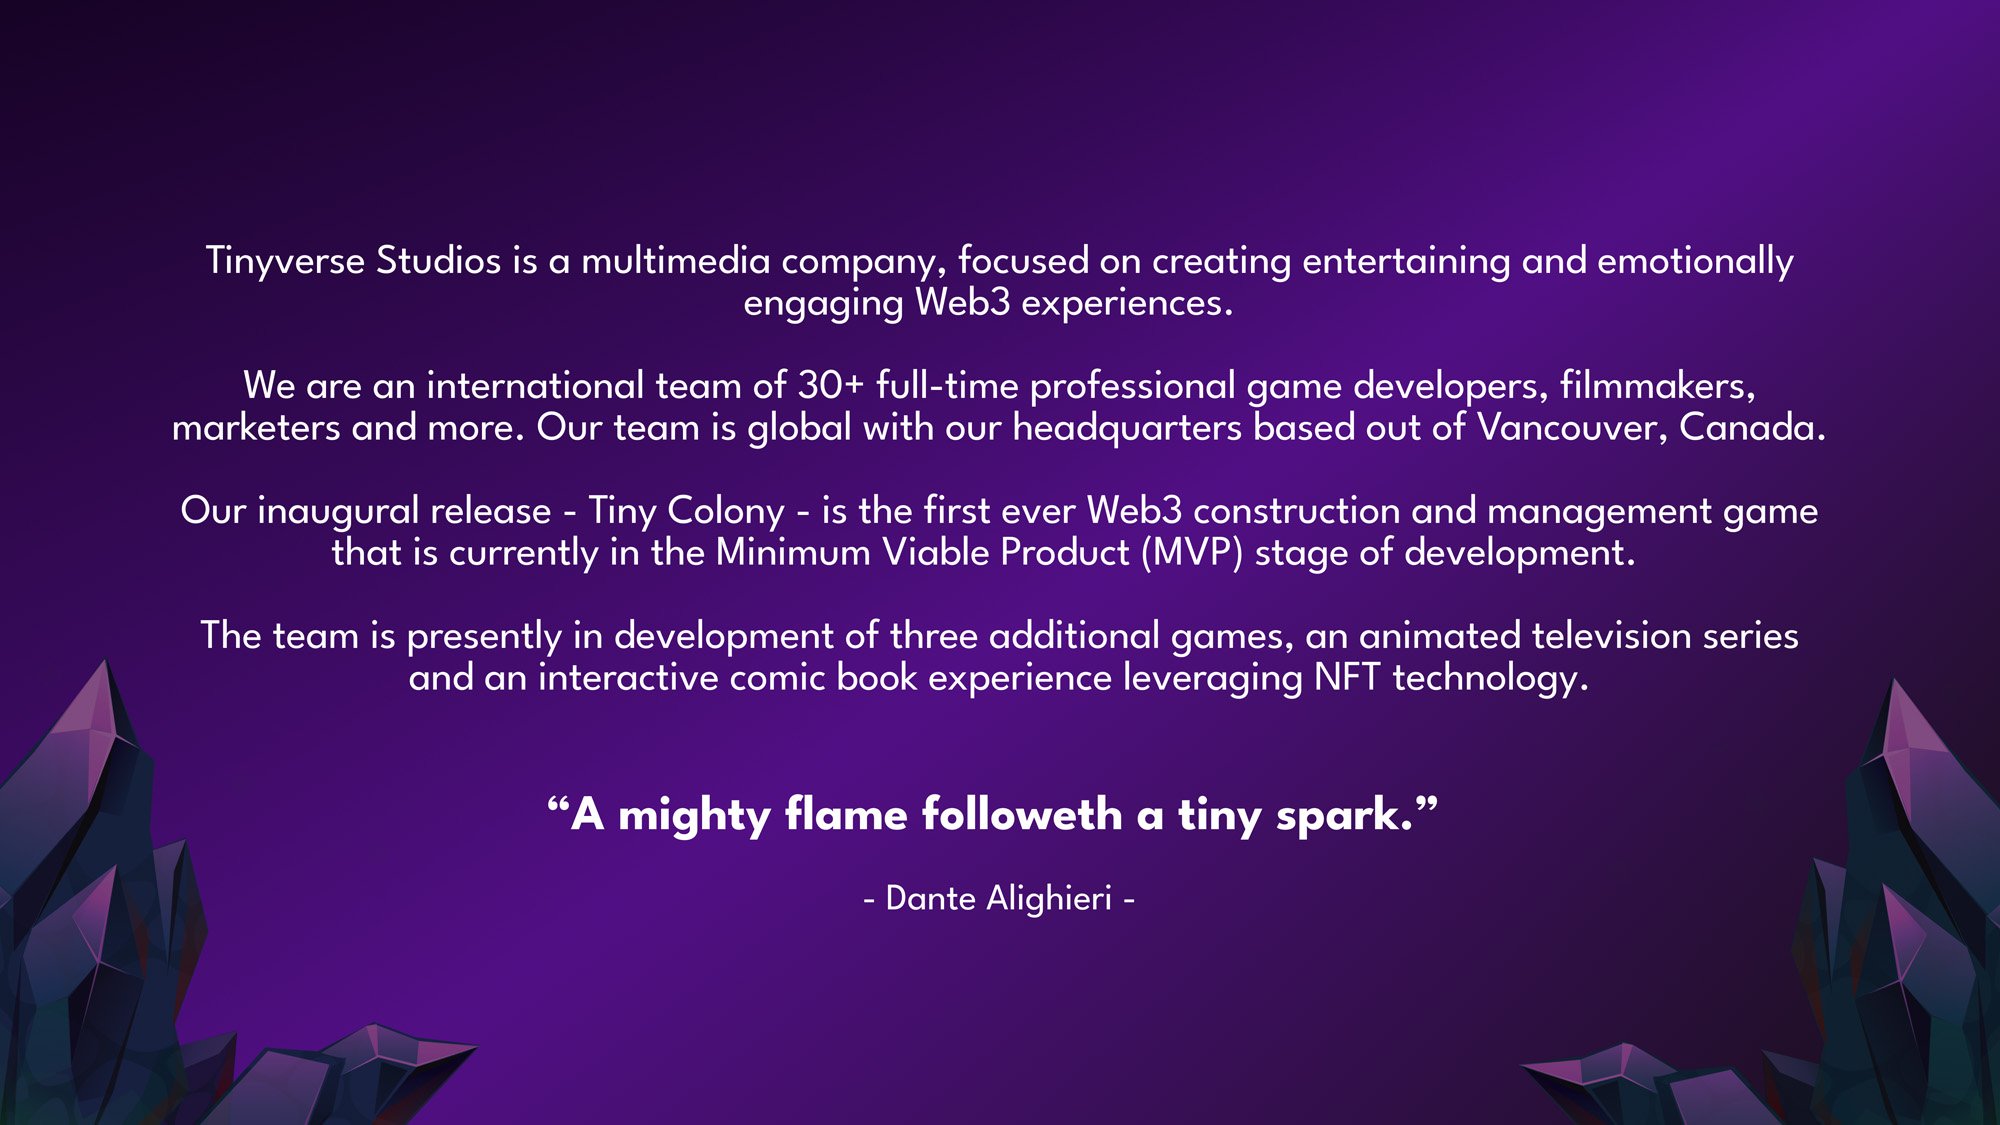 Tinyverse Studios is a multimedia company, focused on creating entertaining and emotionally
engaging Web3 experiences.
We are an international team of 30+ full-time professional game developers, filmmakers,
marketers and more. Our team is global with our headquarters based out of Vancouver, Canada.
Our inaugural release - Tiny Colony - is the first ever Web3 construction and management game
that is currently in the Minimum Viable Product (MVP) stage of development.
The team is presently in development of three additional games, an animated television series
and an interactive comic book experience leveraging NFT technology.
“A mighty flame followeth a tiny spark.”
- Dante Alighieri -